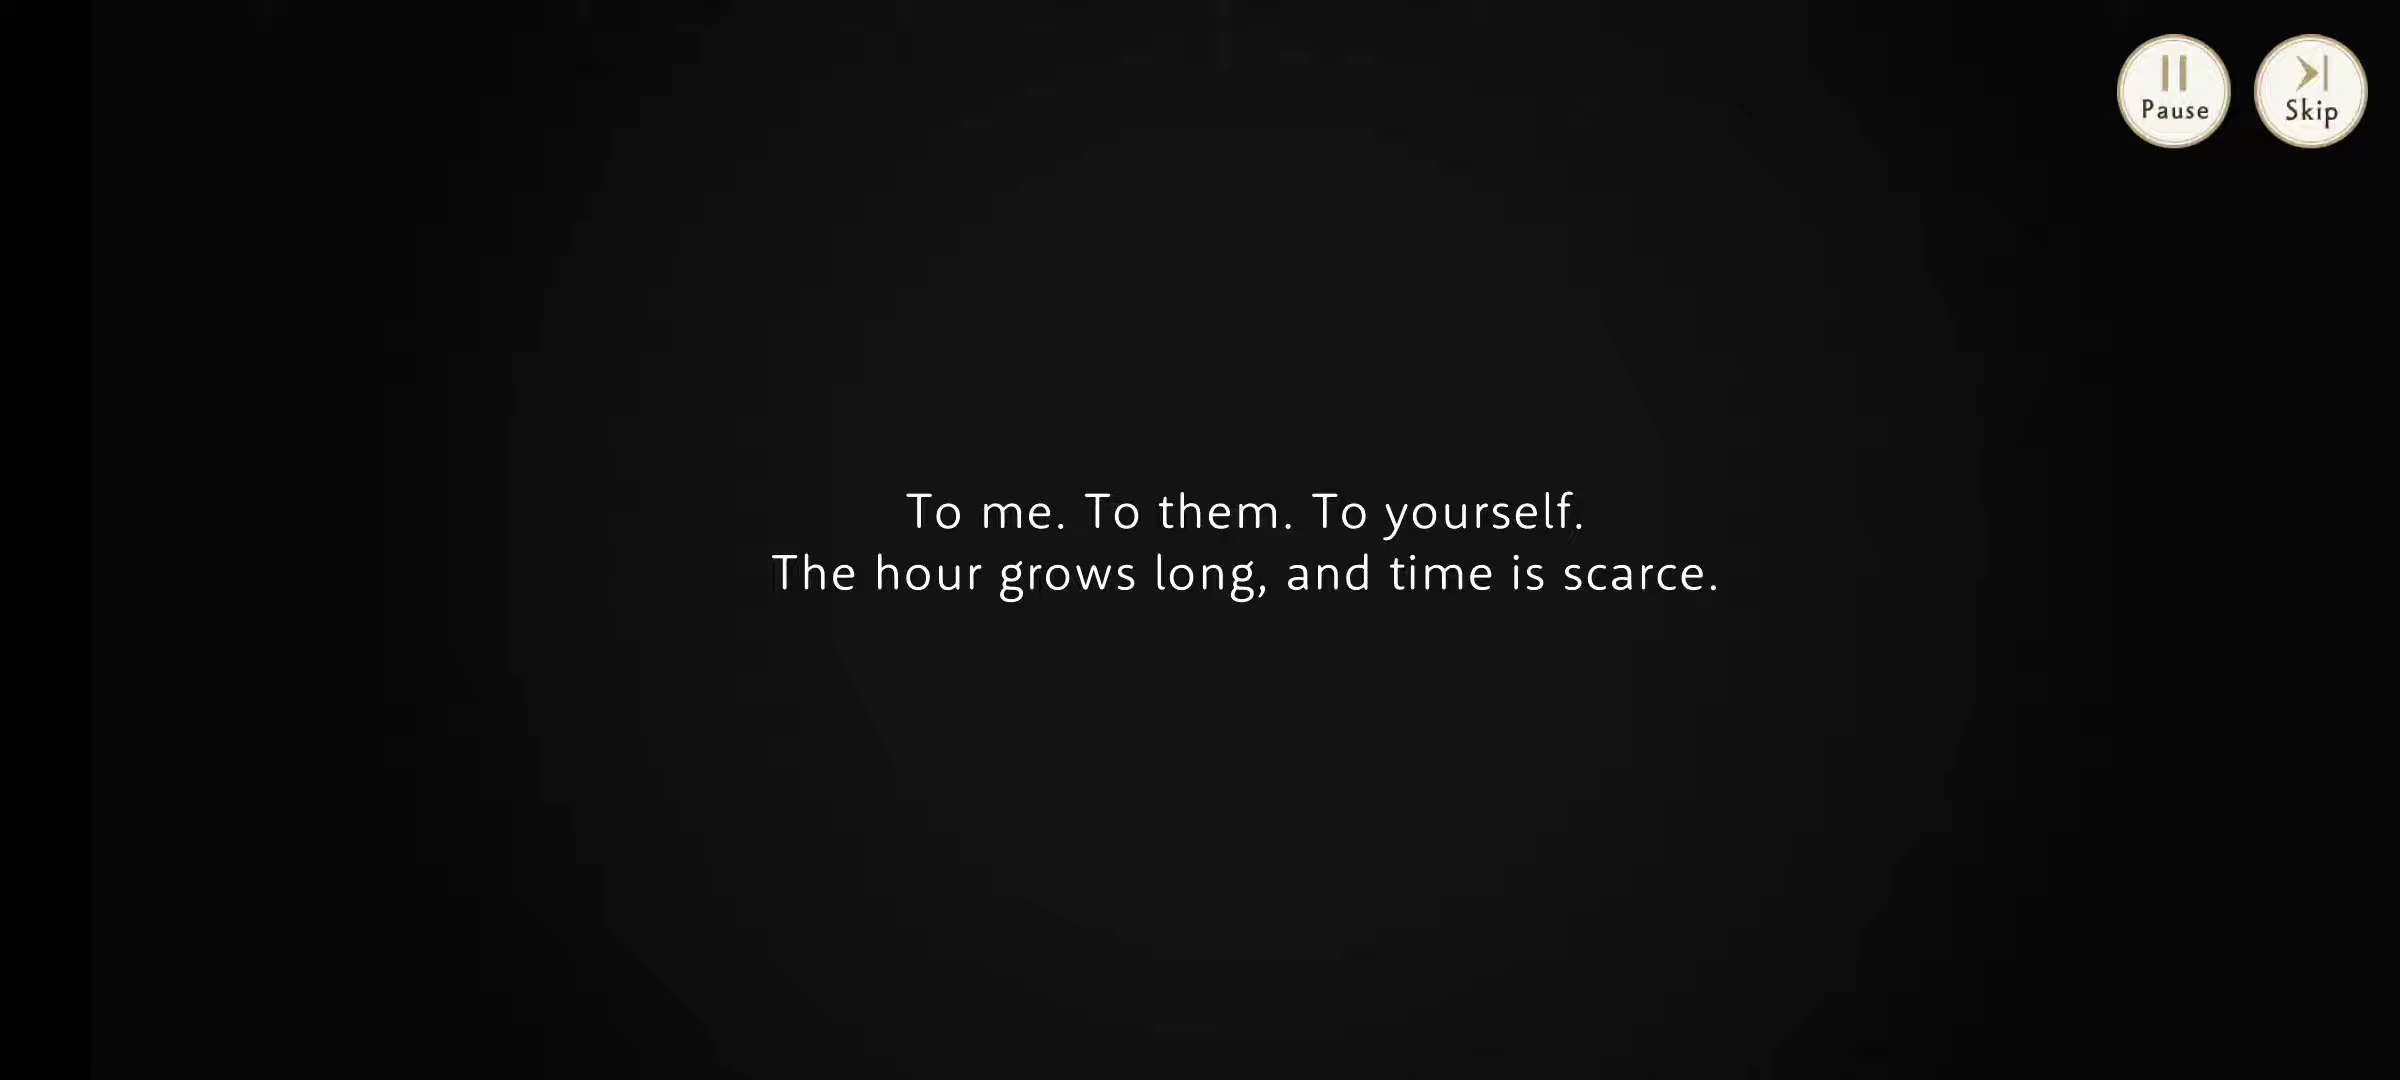 Pause
Skip
To me. To them. To yourself.
The hour grows long, and time is scarce.